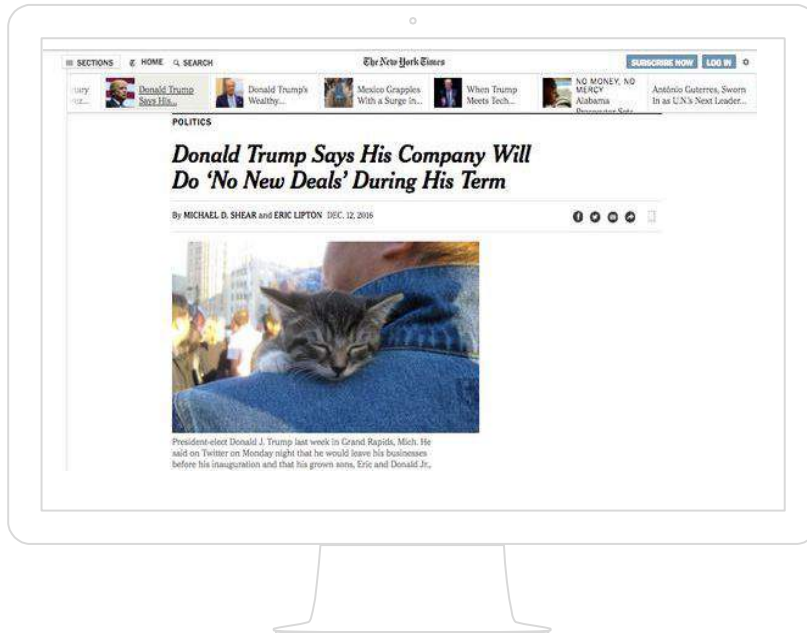 SECTIONS HOME SEARCH The New York Times SUBSCRIBE NOW LOG IN
Donald Trump Says His...
Donald Trump's Wealthy...
Mexico Grapples With a Surge in...
When Trump Meets Tech...
NO MONEY, NO MERCY
Alabama
António Guterres, Sworn In as U.N.'s Next Leader...
POLITICS
Donald Trump Says His Company Will
Do ‘No New Deals’ During His Term
By MICHAEL D. SHEAR and ERIC LIPTON DEC. 12, 2016
President-elect Donald J. Trump last week in Grand Rapids, Mich. He
said on Twitter on Monday night that he would leave his businesses
before his inauguration and that his grown sons, Eric and Donald Jr.,